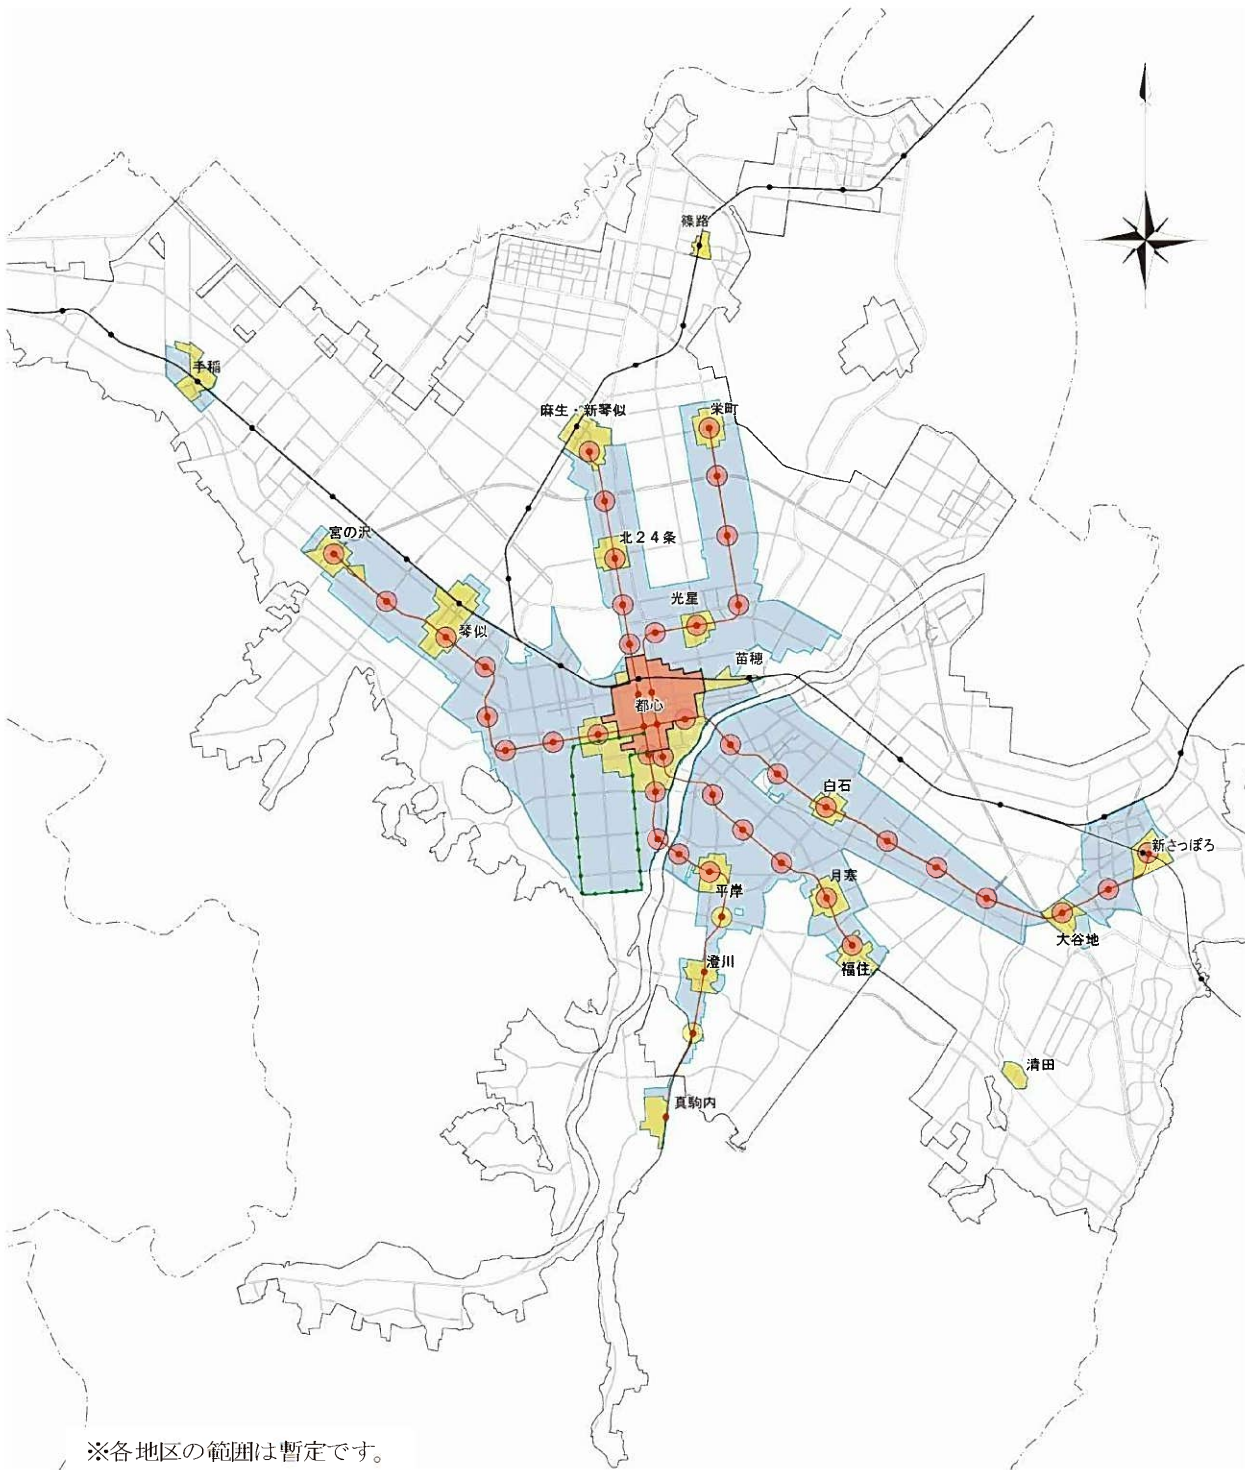 篠路
手稲
麻生・新琴似
栄町
宮の沢
北24条
光星
琴似
苗穂
都心
白石
新さっぽろ
月寒
平岸
大谷地
澄川
福住
清田
真駒内
※各地区の範囲は暫定です。